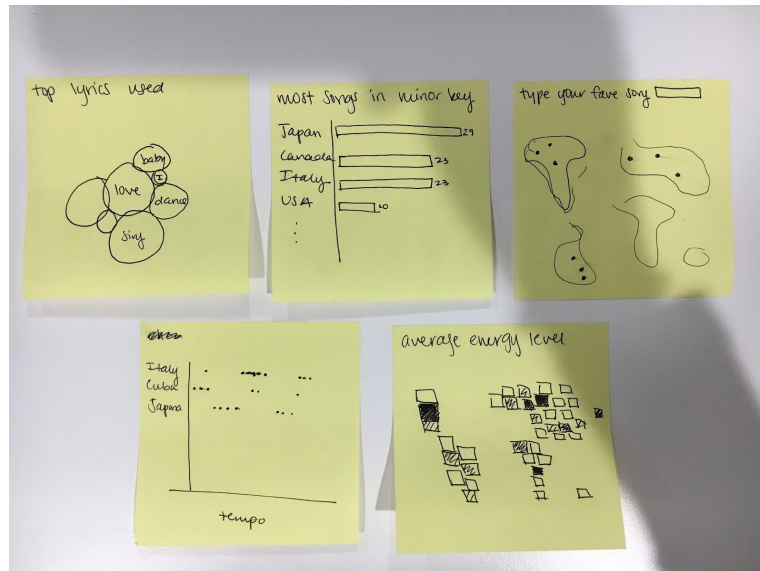 top lyrics used
baby
I
love
dance
sing
most songs in minor key
Japan 29
Canada 23
Italy 23
USA 10
type your fave song
Italy
Cuba
Japna
tempo
average energy level